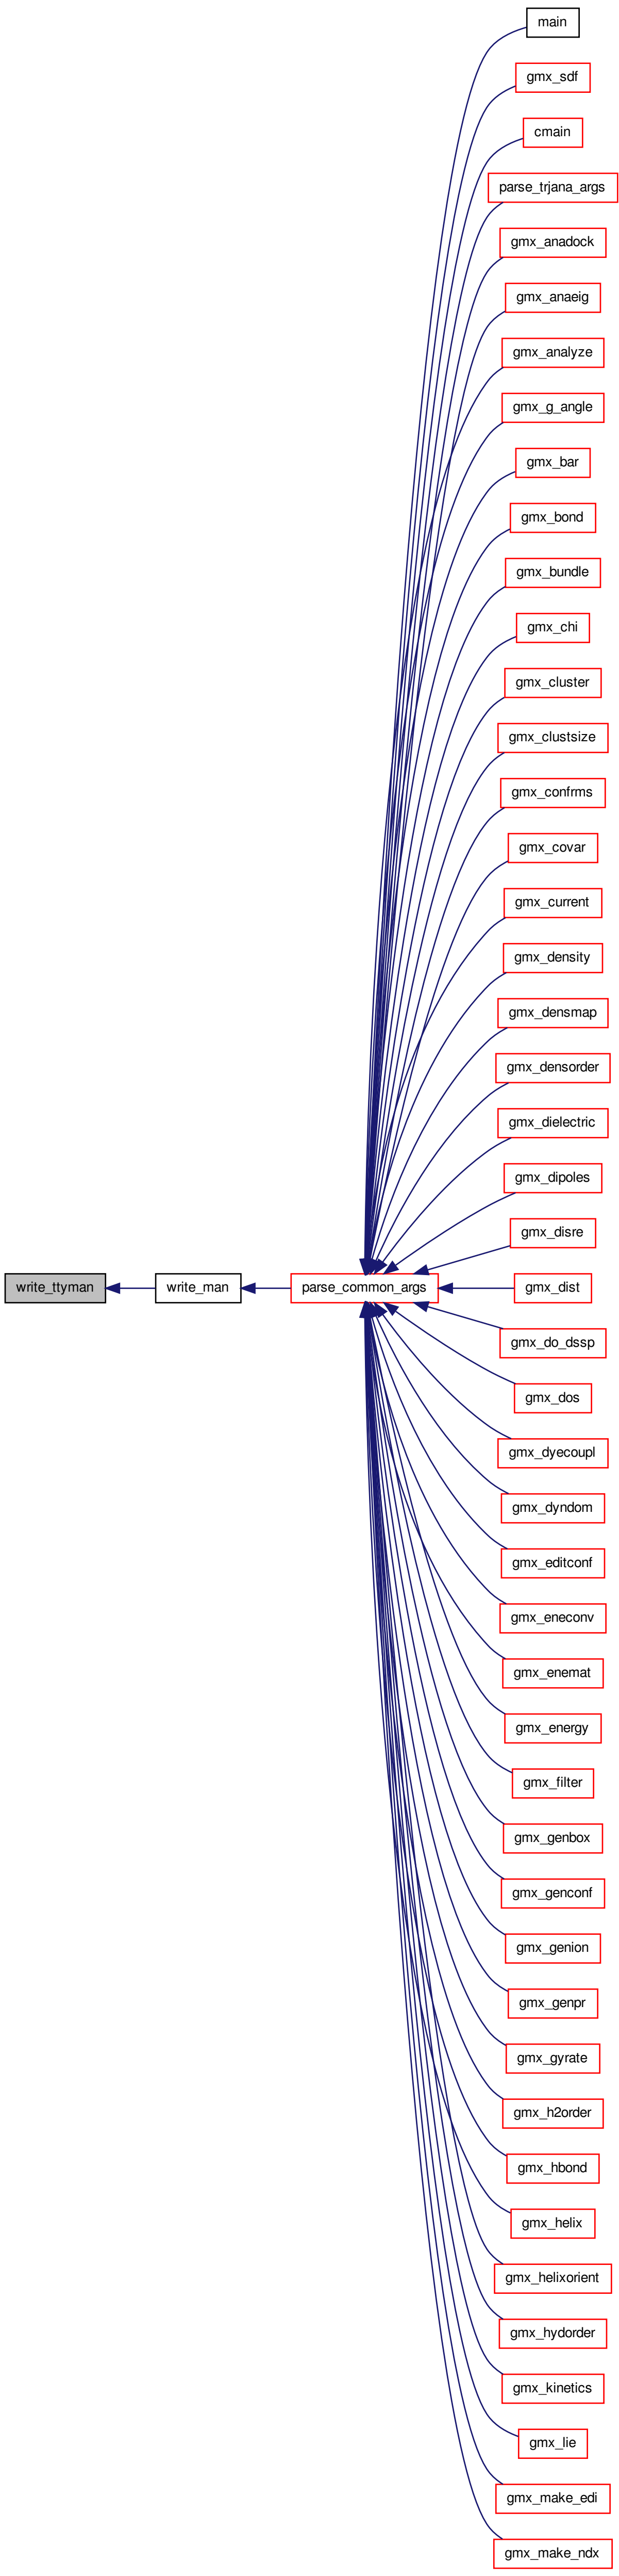 main
gmx_sdf
cmain
parse_trjana_args
gmx_anadock
gmx_anaeig
gmx_analyze
gmx_g_angle
gmx_bar
gmx_bond
gmx_bundle
gmx_chi
gmx_cluster
gmx_clustsize
gmx_confrms
gmx_covar
gmx_current
gmx_density
gmx_densmap
gmx_densorder
gmx_dielectric
gmx_dipoles
gmx_disre
write_ttyman
write_man
parse_common_args
gmx_dist
gmx_do_dssp
gmx_dos
gmx_dyecoupl
gmx_dyndom
gmx_editconf
gmx_eneconv
gmx_enemat
gmx_energy
gmx_filter
gmx_genbox
gmx_genconf
gmx_genion
gmx_genpr
gmx_gyrate
gmx_h2order
gmx_hbond
gmx_helix
gmx_helixorient
gmx_hydorder
gmx_kinetics
gmx_lie
gmx_make_edi
gmx_make_ndx